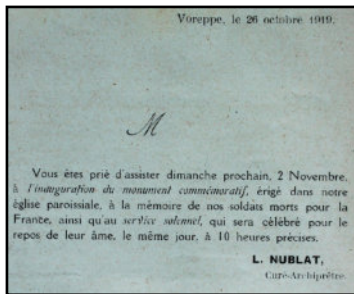 Voreppe, le 26 octobre 1919.
M
Vous êtes prié d'assister dimanche prochain, 2 Novembre,
à l'inauguration du monument commémoratif, érigé dans notre
église paroissiale, à la mémoire de nos soldats morts pour la
France, ainsi qu'au service solennel, qui sera célébré pour le
repos de leur âme, le même jour, à 10 heures précises.
L. NUBLAT,
Curé-Archiprêtre.